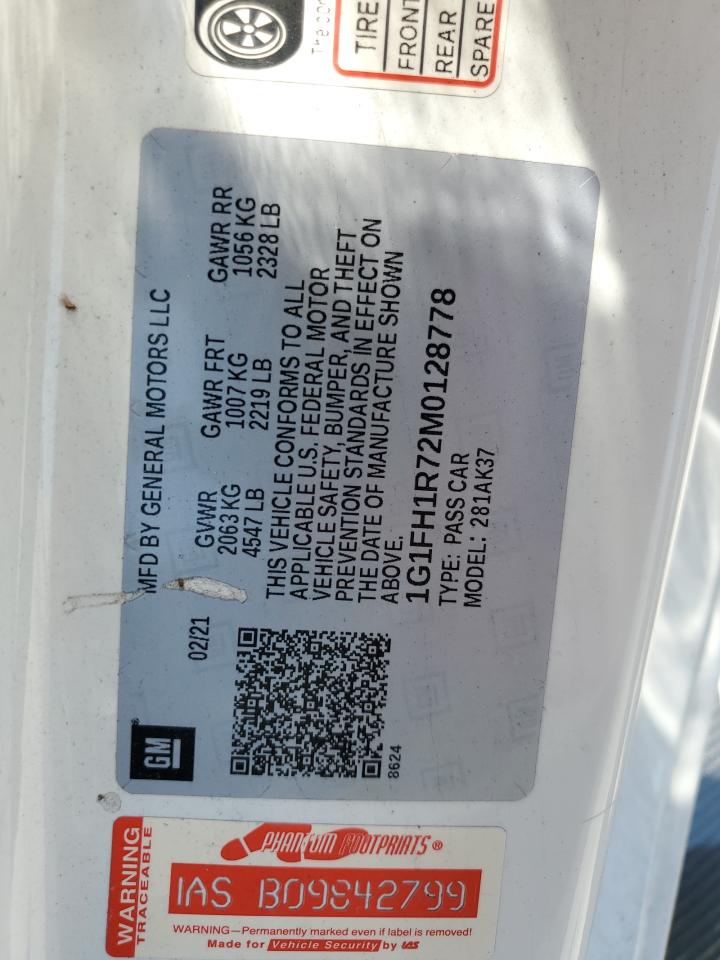 TIRE
FRONT
REAR
SPARE
MFD BY GENERAL MOTORS LLC
02/21
GVWR GAWR FRT GAWR RR
2063 KG 1007 KG 1056 KG
4547 LB 2219 LB 2328 LB
THIS VEHICLE CONFORMS TO ALL
APPLICABLE U.S. FEDERAL MOTOR
VEHICLE SAFETY, BUMPER, AND THEFT
PREVENTION STANDARDS IN EFFECT ON
THE DATE OF MANUFACTURE SHOWN
ABOVE.
1G1FH1R72M0128778
TYPE: PASS CAR
MODEL: 281AK37
GM
8624
WARNING
TRACEABLE
PHANTOM FOOTPRINTS®
IAS B09842799
WARNING—Permanently marked even if label is removed!
Made for Vehicle Security by IAS